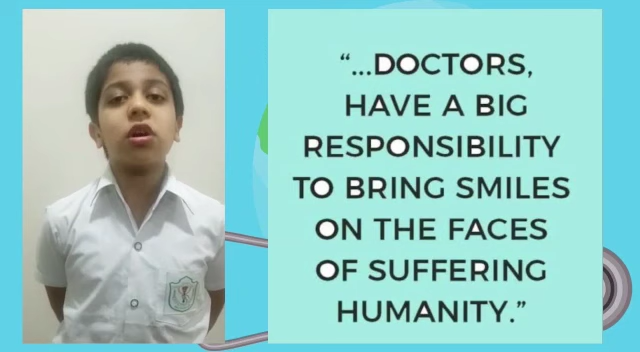 “...DOCTORS,
HAVE A BIG
RESPONSIBILITY
TO BRING SMILES
ON THE FACES
OF SUFFERING
HUMANITY.”